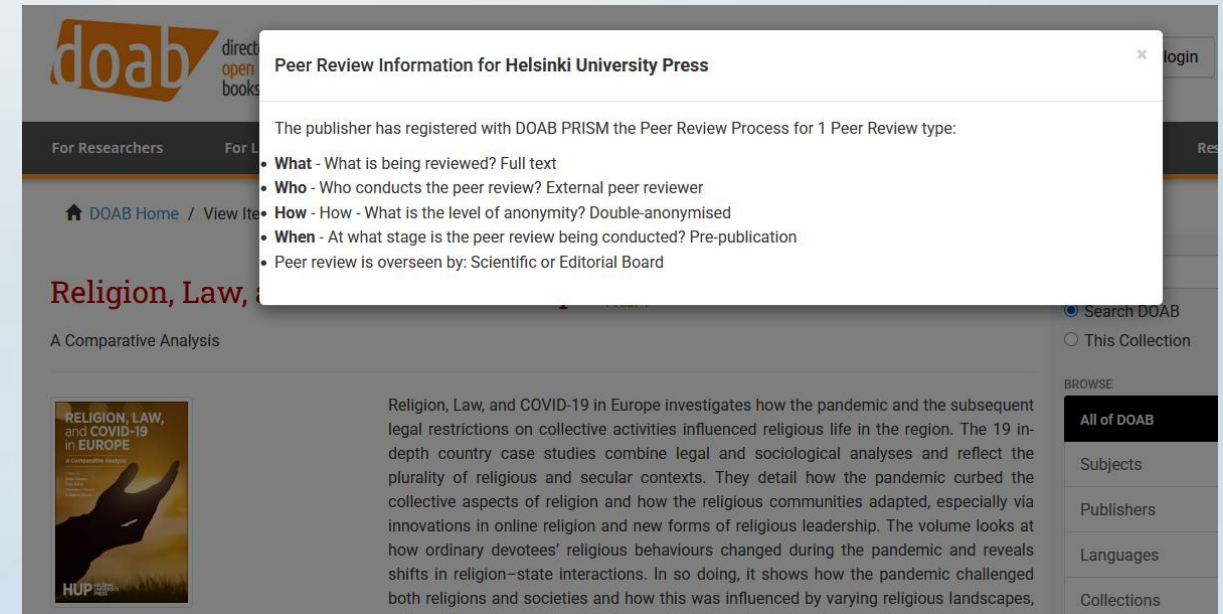 doab
direct
open
books
login
Peer Review Information for Helsinki University Press
×
The publisher has registered with DOAB PRISM the Peer Review Process for 1 Peer Review type:
• What - What is being reviewed? Full text
• Who - Who conducts the peer review? External peer reviewer
• How - How - What is the level of anonymity? Double-anonymised
• When - At what stage is the peer review being conducted? Pre-publication
• Peer review is overseen by: Scientific or Editorial Board
For Researchers
For L
Res
DOAB Home / View Ite
Religion, Law, a
A Comparative Analysis
Search DOAB
This Collection
BROWSE
All of DOAB
Subjects
Publishers
Languages
Collections
RELIGION, LAW,
and COVID-19
in EUROPE
A Comparative Analysis
HUP HELSINKI UNIVERSITY PRESS
Religion, Law, and COVID-19 in Europe investigates how the pandemic and the subsequent
legal restrictions on collective activities influenced religious life in the region. The 19 in-
depth country case studies combine legal and sociological analyses and reflect the
plurality of religious and secular contexts. They detail how the pandemic curbed the
collective aspects of religion and how the religious communities adapted, especially via
innovations in online religion and new forms of religious leadership. The volume looks at
how ordinary devotees' religious behaviours changed during the pandemic and reveals
shifts in religion–state interactions. In so doing, it shows how the pandemic challenged
both religions and societies and how this was influenced by varying religious landscapes,